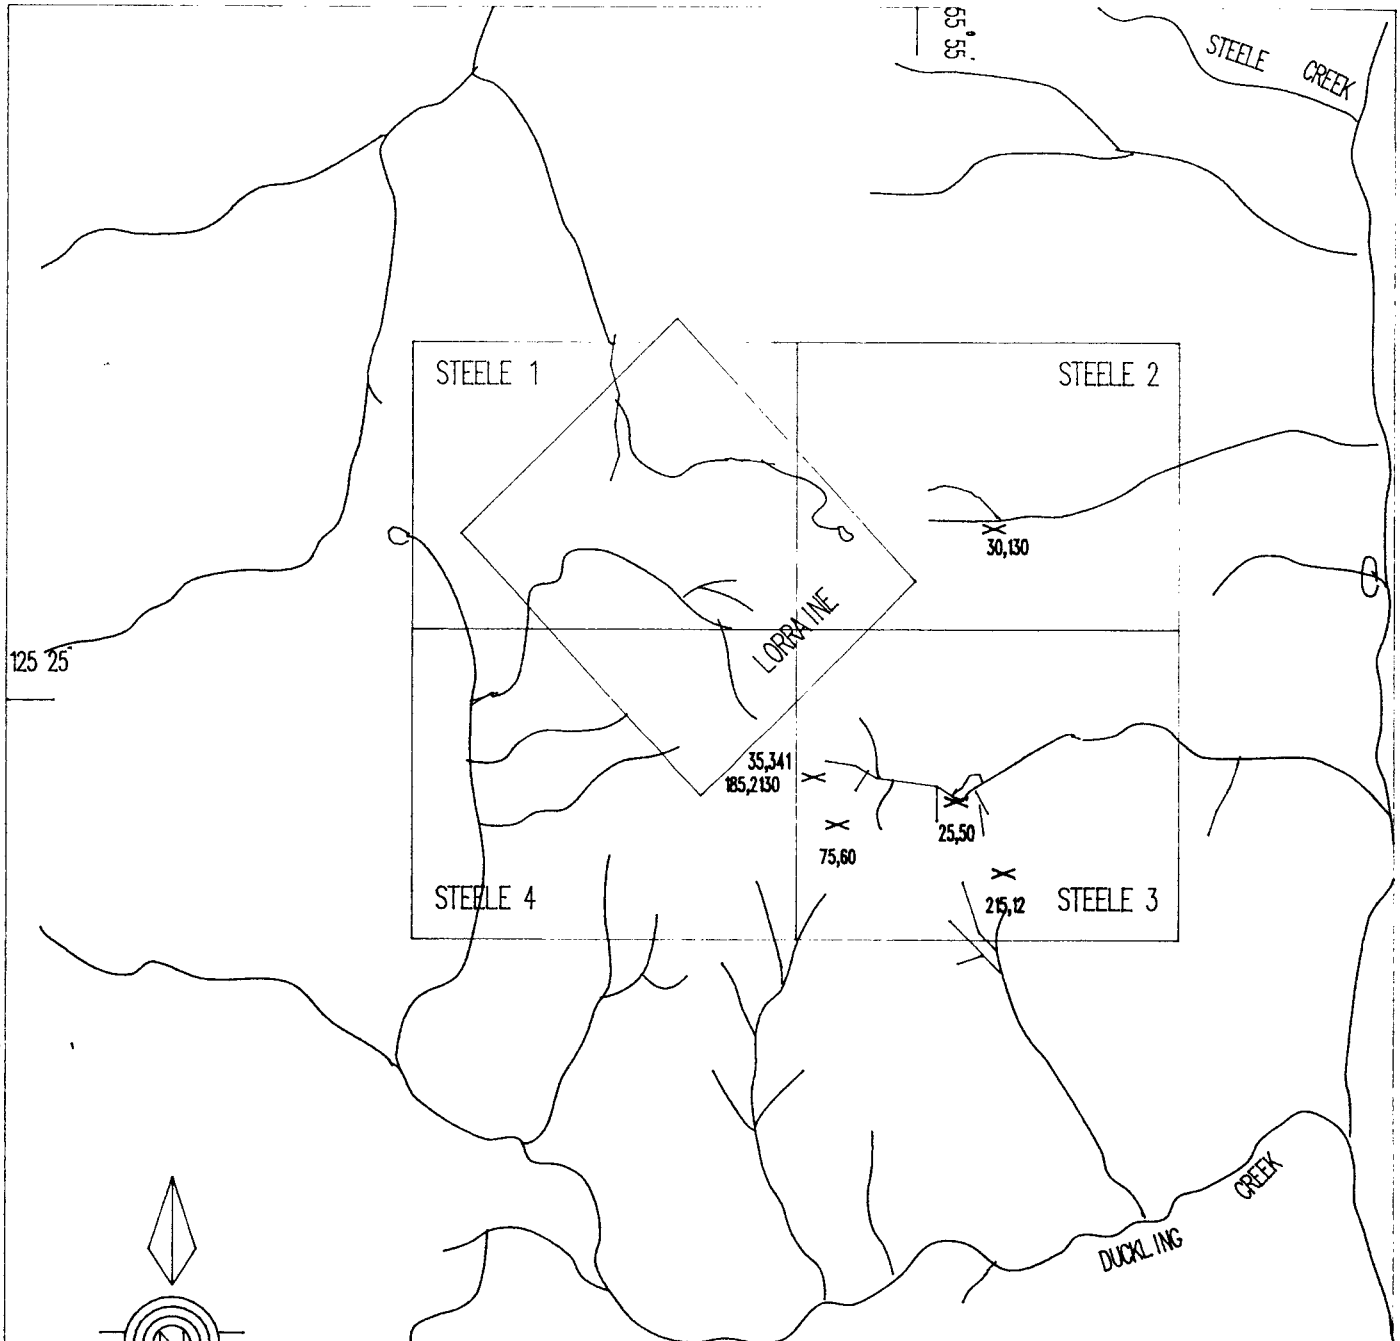 55° 55'
STEELE CREEK
STEELE 1
STEELE 2
30,130
LORRAINE
125 25
35,341
185,2130
25,50
75,60
STEELE 4
215,12
STEELE 3
DUCKLING CREEK